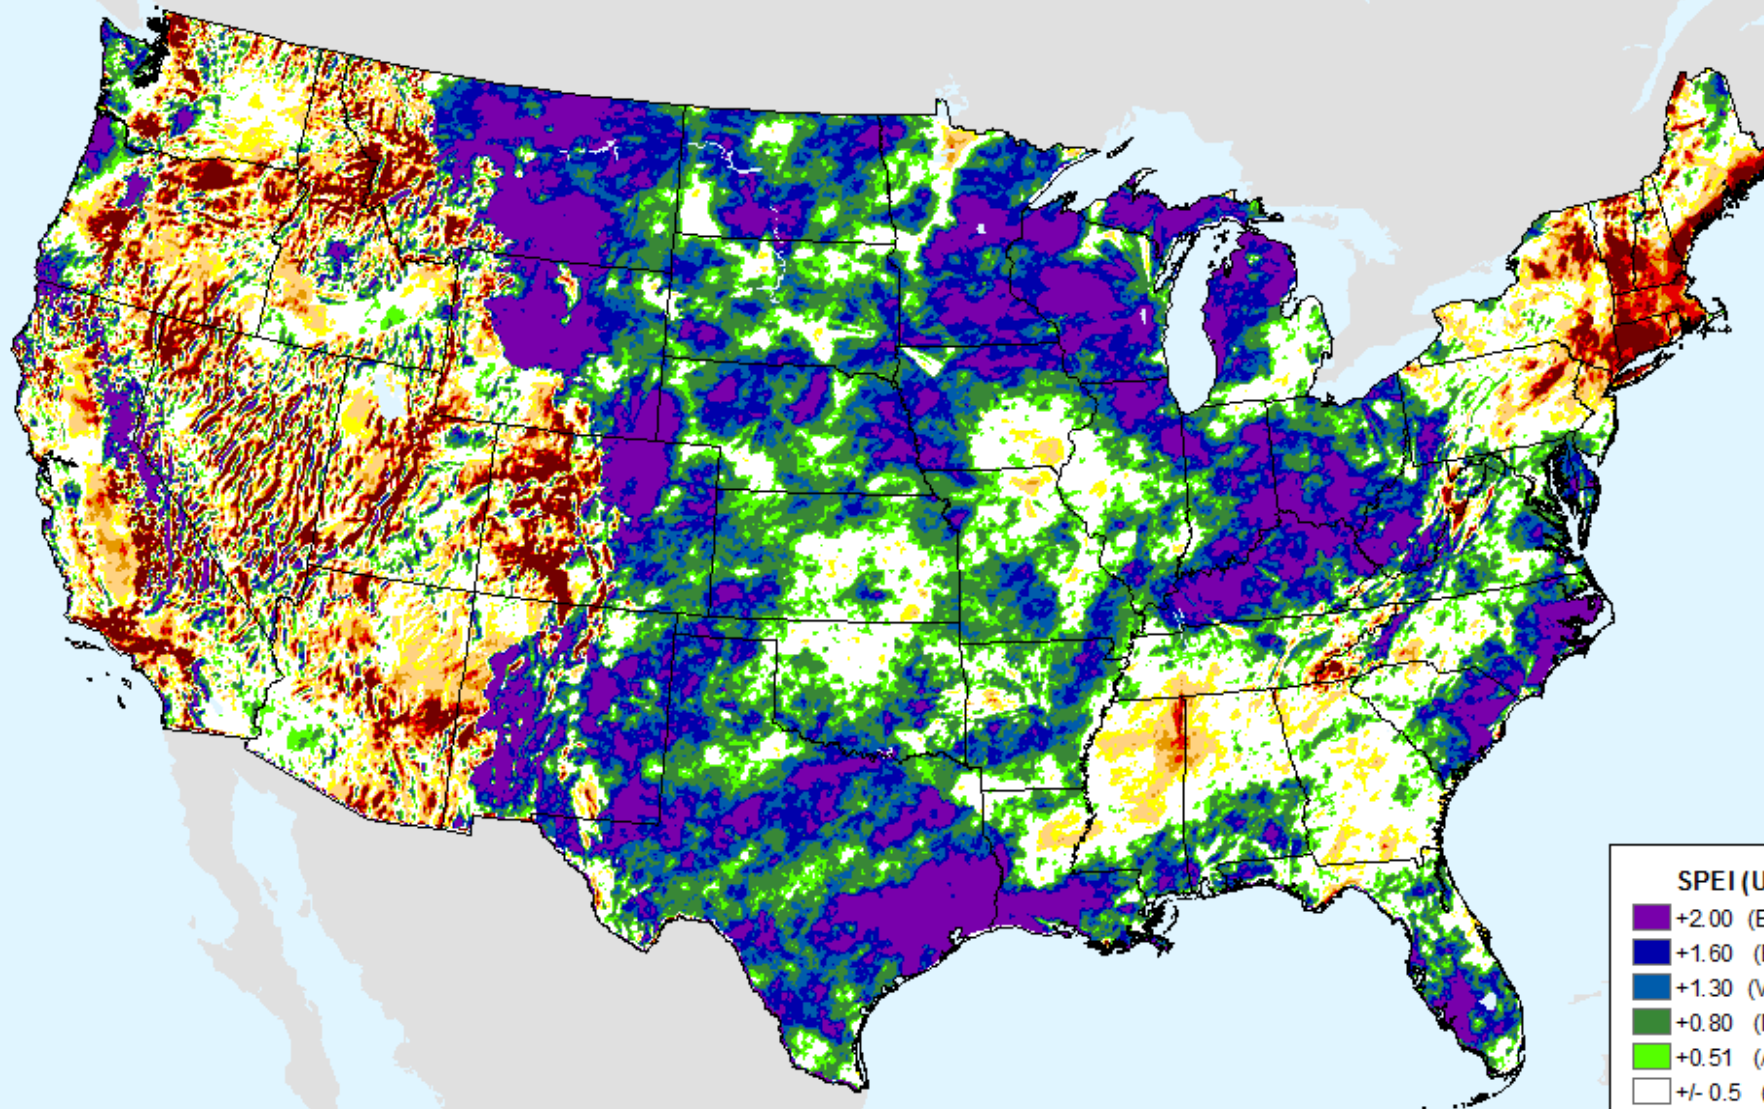 SPEI (U
+2.00 (E
+1.60 (
+1.30 (V
+0.80 (
+0.51 (
+/- 0.5 (